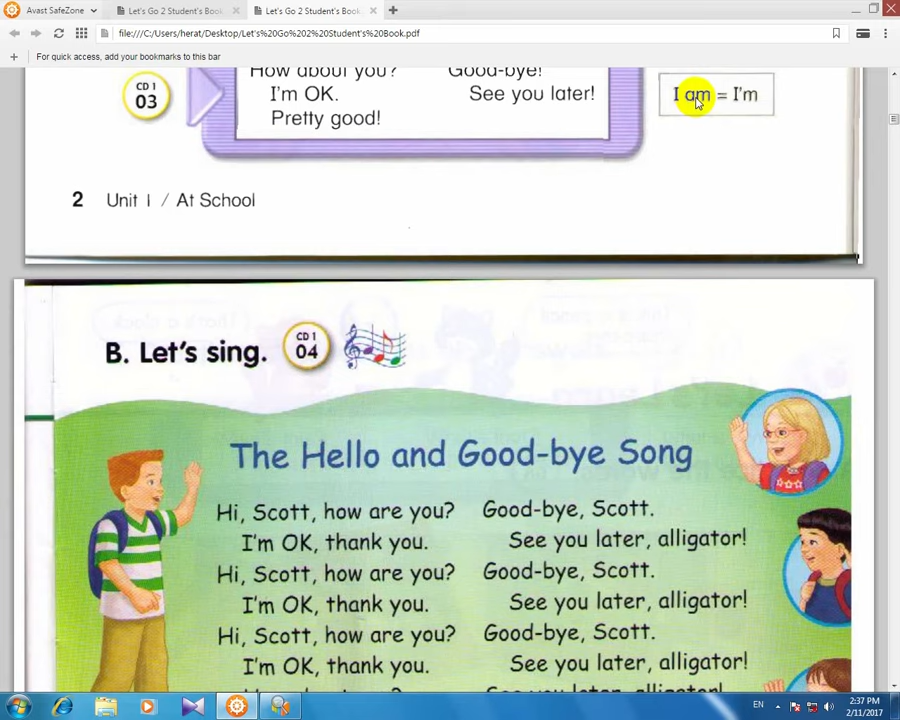 Avast SafeZone
Let's Go 2 Student's Book.
Let's Go 2 Student's Book.
file:///C:/Users/herat/Desktop/Let's%20Go%202%20Student's%20Book.pdf
For quick access, add your bookmarks to this bar
How about you?
Good-bye!
CD 1
03
I'm OK.
See you later!
Pretty good!
I am = I'm
2 Unit 1 / At School
B. Let's sing.
CD 1
04
The Hello and Good-bye Song
Hi, Scott, how are you?
Good-bye, Scott.
I'm OK, thank you.
See you later, alligator!
Hi, Scott, how are you?
Good-bye, Scott.
I'm OK, thank you.
See you later, alligator!
Hi, Scott, how are you?
Good-bye, Scott.
I'm OK, thank you.
See you later, alligator!
See you later, alligator!
EN
2:37 PM
2/11/2017